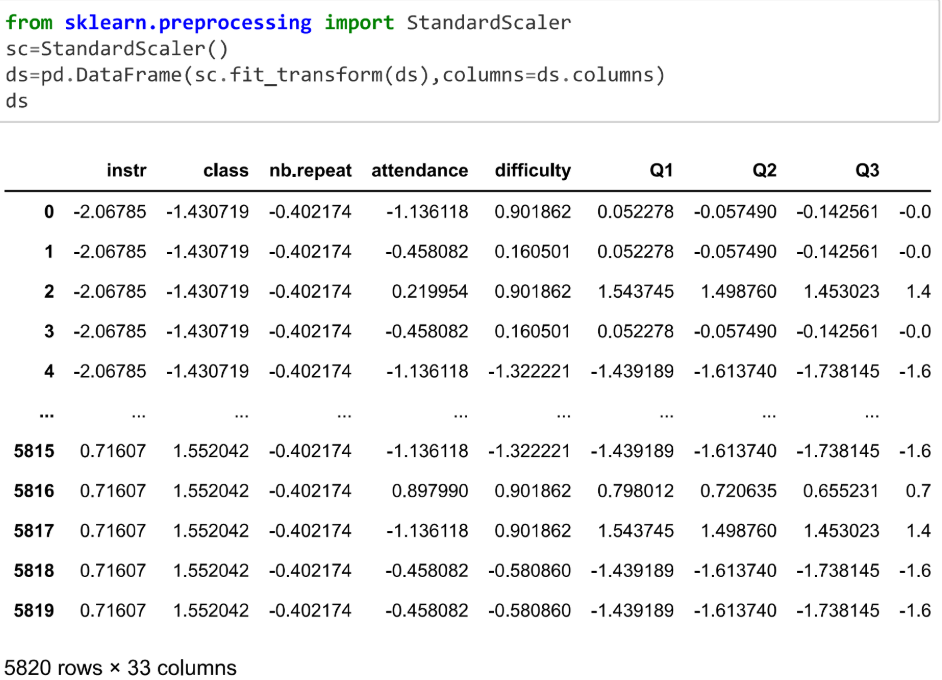 from sklearn.preprocessing import StandardScaler
sc=StandardScaler()
ds=pd.DataFrame(sc.fit_transform(ds),columns=ds.columns)
ds
instr class nb.repeat attendance difficulty Q1 Q2 Q3
0 -2.06785 -1.430719 -0.402174 -1.136118 0.901862 0.052278 -0.057490 -0.142561 -0.0
1 -2.06785 -1.430719 -0.402174 -0.458082 0.160501 0.052278 -0.057490 -0.142561 -0.0
2 -2.06785 -1.430719 -0.402174 0.219954 0.901862 1.543745 1.498760 1.453023 1.4
3 -2.06785 -1.430719 -0.402174 -0.458082 0.160501 0.052278 -0.057490 -0.142561 -0.0
4 -2.06785 -1.430719 -0.402174 -1.136118 -1.322221 -1.439189 -1.613740 -1.738145 -1.6
... ... ... ... ... ... ... ... ...
5815 0.71607 1.552042 -0.402174 -1.136118 -1.322221 -1.439189 -1.613740 -1.738145 -1.6
5816 0.71607 1.552042 -0.402174 0.897990 0.901862 0.798012 0.720635 0.655231 0.7
5817 0.71607 1.552042 -0.402174 -1.136118 0.901862 1.543745 1.498760 1.453023 1.4
5818 0.71607 1.552042 -0.402174 -0.458082 -0.580860 -1.439189 -1.613740 -1.738145 -1.6
5819 0.71607 1.552042 -0.402174 -0.458082 -0.580860 -1.439189 -1.613740 -1.738145 -1.6
5820 rows × 33 columns